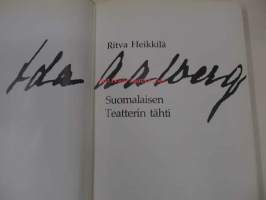 Ritva Heikkilä
Ida Aalberg
Suomalaisen
Teatterin tähti